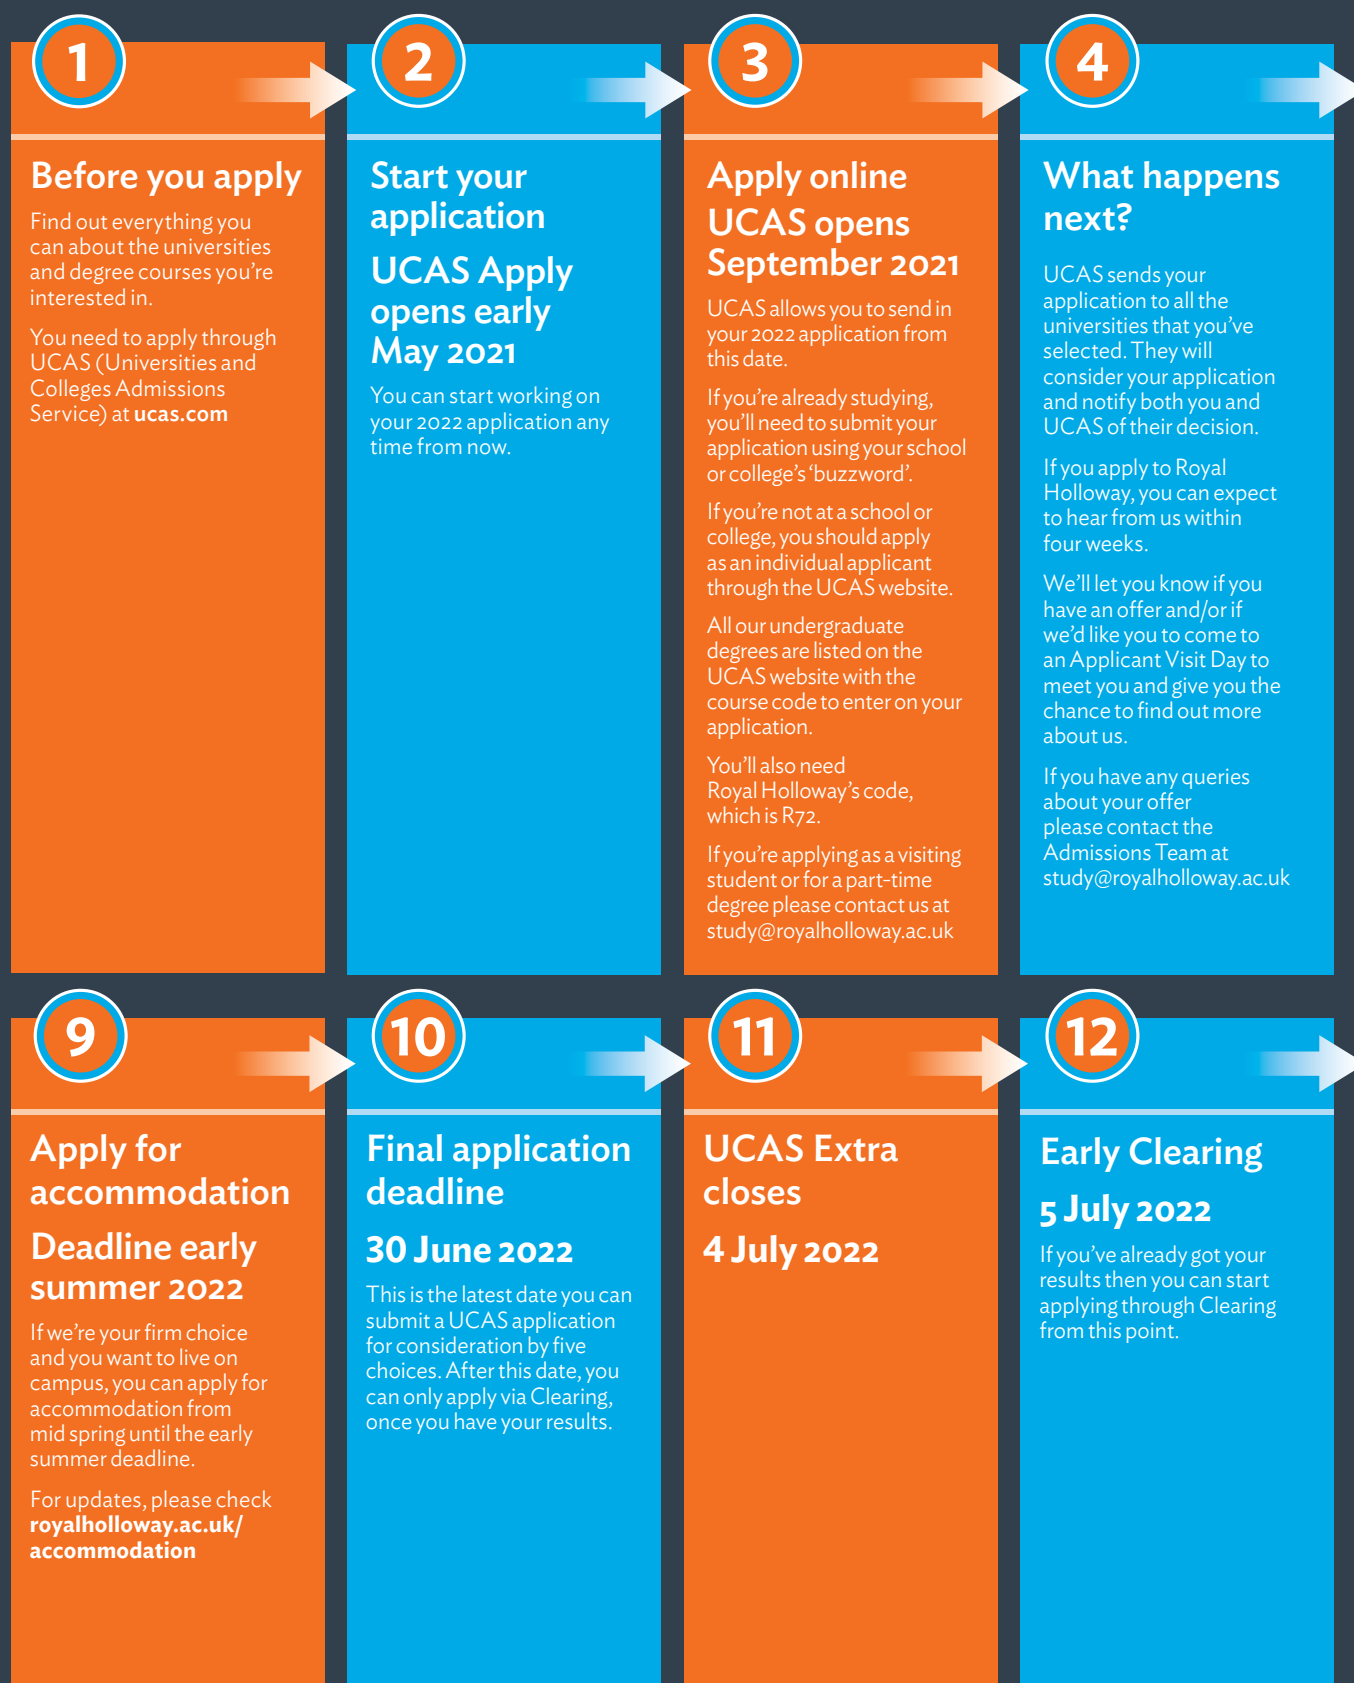 1
Before you apply
Find out everything you
can about the universities
and degree courses you're
interested in.
You need to apply through
UCAS (Universities and
Colleges Admissions
Service) at ucas.com
2
Start your
application
UCAS Apply
opens early
May 2021
You can start working on
your 2022 application any
time from now.
3
Apply online
UCAS opens
September 2021
UCAS allows you to send in
your 2022 application from
this date.
If you're already studying,
you'll need to submit your
application using your school
or college's 'buzzword'.
If you're not at a school or
college, you should apply
as an individual applicant
through the UCAS website.
All our undergraduate
degrees are listed on the
UCAS website with the
course code to enter on your
application.
You'll also need
Royal Holloway's code,
which is R72.
If you're applying as a visiting
student or for a part-time
degree please contact us at
study@royalholloway.ac.uk
4
What happens
next?
UCAS sends your
application to all the
universities that you've
selected. They will
consider your application
and notify both you and
UCAS of their decision.
If you apply to Royal
Holloway, you can expect
to hear from us within
four weeks.
We'll let you know if you
have an offer and/or if
we'd like you to come to
an Applicant Visit Day to
meet you and give you the
chance to find out more
about us.
If you have any queries
about your offer
please contact the
Admissions Team at
study@royalholloway.ac.uk
9
Apply for
accommodation
Deadline early
summer 2022
If we're your firm choice
and you want to live on
campus, you can apply for
accommodation from
mid spring until the early
summer deadline.
For updates, please check
royalholloway.ac.uk/
accommodation
10
Final application
deadline
30 June 2022
This is the latest date you can
submit a UCAS application
for consideration by five
choices. After this date, you
can only apply via Clearing,
once you have your results.
11
UCAS Extra
closes
4 July 2022
12
Early Clearing
5 July 2022
If you've already got your
results then you can start
applying through Clearing
from this point.